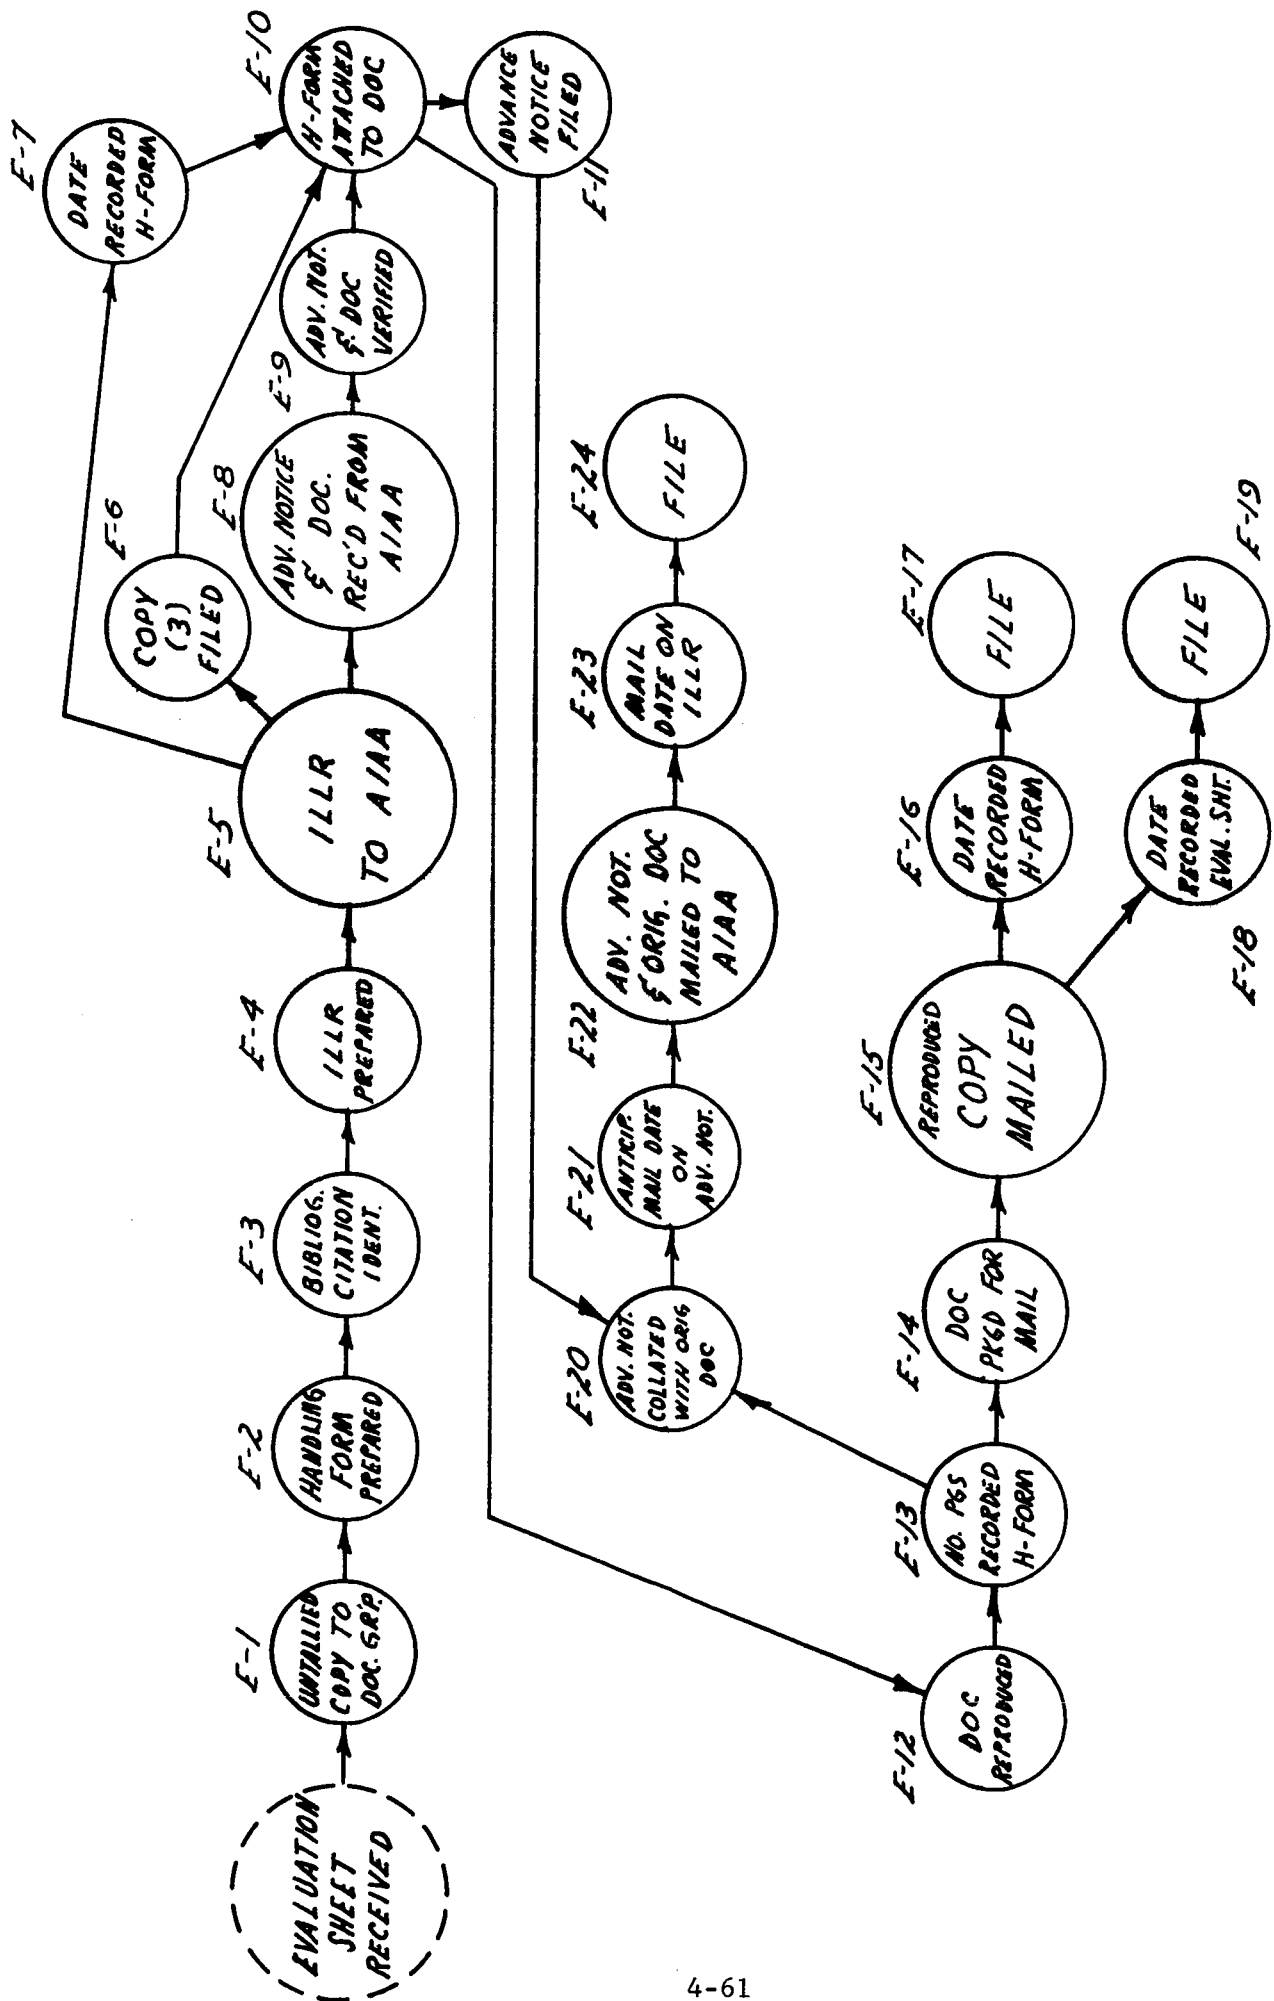 EVALUATION
SHEET
RECEIVED
E-1
UNTALLIED
COPY TO
DOC. GR'P.
E-2
HANDLING
FORM
PREPARED
E-3
BIBLIOG.
CITATION
IDENT.
E-4
ILLR
PREPARED
E-5
ILLR
TO AIAA
E-6
COPY
(3)
FILED
E-7
DATE
RECORDED
H-FORM
E-8
ADV. NOTICE
& DOC.
REC'D FROM
AIAA
E-9
ADV. NOT.
& DOC
VERIFIED
E-10
H-FORM
ATTACHED
TO DOC
E-11
ADVANCE
NOTICE
FILED
E-20
ADV. NOT.
COLLATED
WITH ORIG
DOC
E-21
ANTICIP.
MAIL DATE
ON
ADV. NOT.
E-22
ADV. NOT.
& ORIG. DOC
MAILED TO
AIAA
E-23
MAIL
DATE ON
ILLR
E-24
FILE
E-12
DOC
REPRODUCED
E-13
NO. PGS
RECORDED
H-FORM
E-14
DOC
PKGD FOR
MAIL
E-15
REPRODUCED
COPY
MAILED
E-16
DATE
RECORDED
H-FORM
E-17
FILE
E-18
DATE
RECORDED
EVAL. SHT.
E-19
FILE
4-61